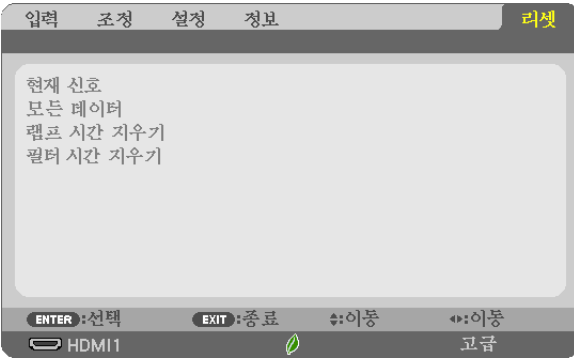 입력 조정 설정 정보 리셋
현재 신호
모든 데이터
램프 시간 지우기
필터 시간 지우기
ENTER :선택 EXIT :종료 :이동 :이동
HDMI1 고급